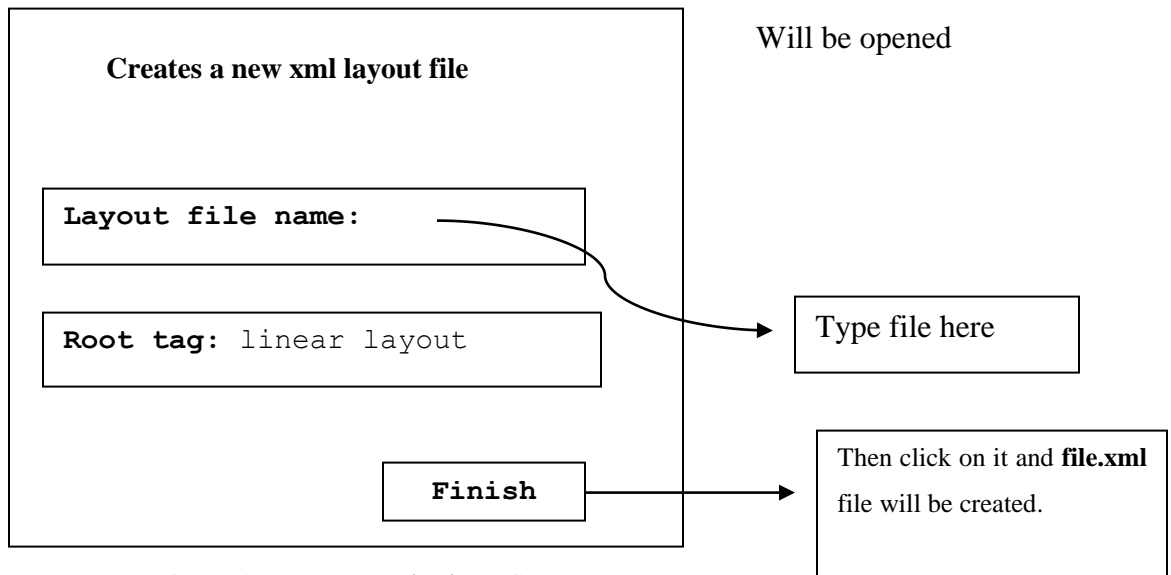 Will be opened
Creates a new xml layout file
Layout file name:
Root tag: linear layout
Type file here
Finish
Then click on it and file.xml
file will be created.